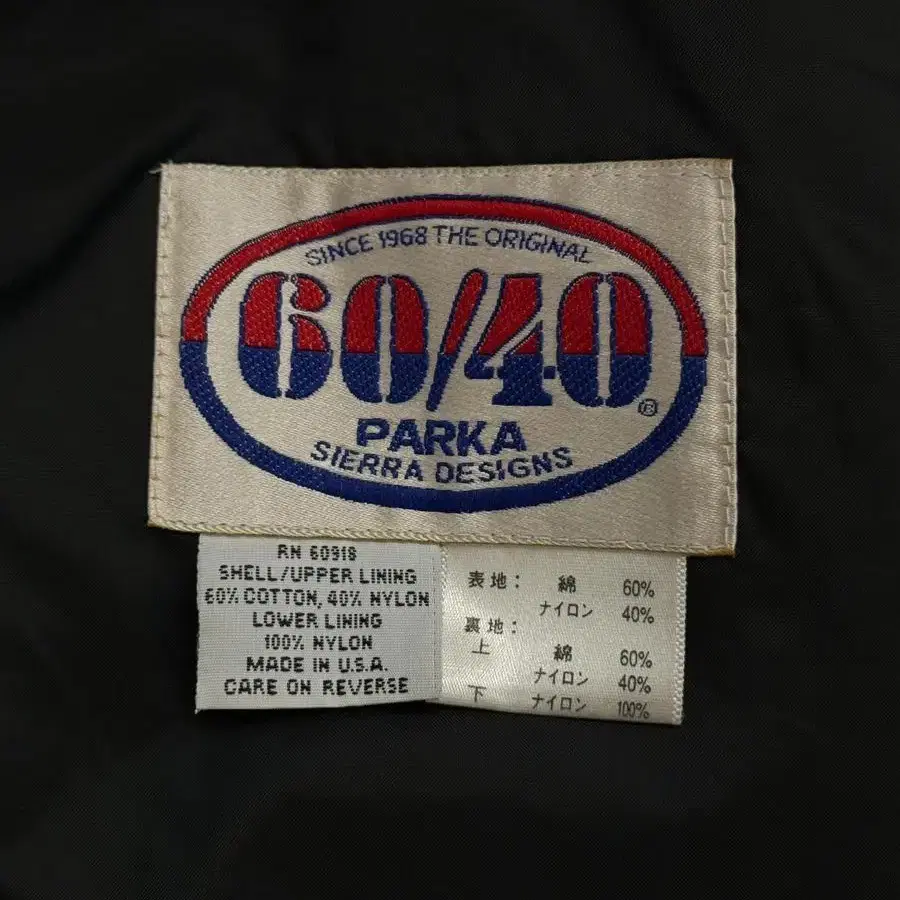 SINCE 1968 THE ORIGINAL
60/40
®
PARKA
SIERRA DESIGNS
RN 60918
SHELL/UPPER LINING
60% COTTON, 40% NYLON
LOWER LINING
100% NYLON
MADE IN U.S.A.
CARE ON REVERSE
表地: 綿 60%
ナイロン 40%
裏地:
上 綿 60%
ナイロン 40%
下 ナイロン 100%